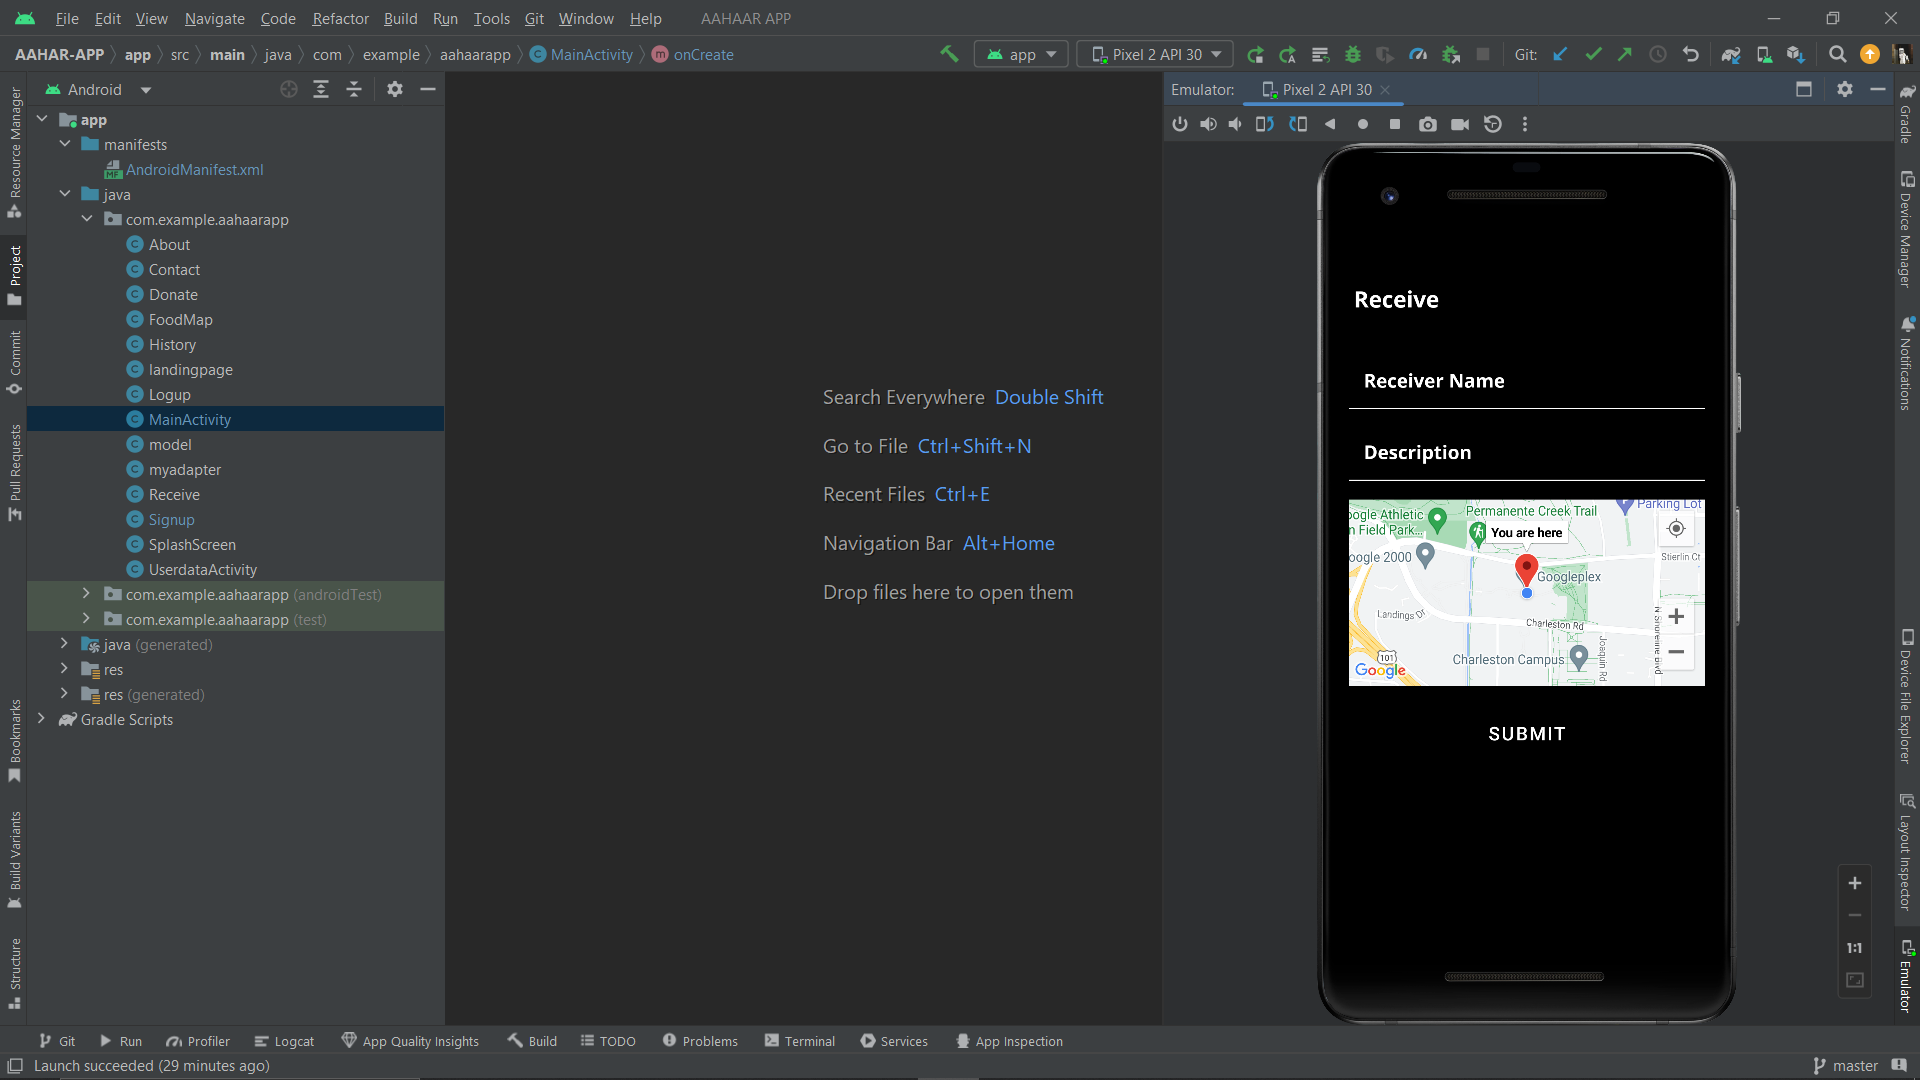 File Edit View Navigate Code Refactor Build Run Tools Git Window Help AAHAAR APP
AAHAR-APP app src main java com example aahaarapp MainActivity onCreate
app Pixel 2 API 30 Git:
Android
Emulator: Pixel 2 API 30
Resource Manager
Project
Commit
Pull Requests
Bookmarks
Build Variants
Structure
app
manifests
AndroidManifest.xml
java
com.example.aahaarapp
About
Contact
Donate
FoodMap
History
landingpage
Logup
MainActivity
model
myadapter
Receive
Signup
SplashScreen
UserdataActivity
com.example.aahaarapp (androidTest)
com.example.aahaarapp (test)
java (generated)
res
res (generated)
Gradle Scripts
Search Everywhere Double Shift
Go to File Ctrl+Shift+N
Recent Files Ctrl+E
Navigation Bar Alt+Home
Drop files here to open them
Receive
Receiver Name
Description
Parking Lot
Permanente Creek Trail
oogle Athletic
n Field Park...
You are here
oogle 2000
Stierlin Ct
Googleplex
Landings Dr
Charleston Rd
N Shoreline Blvd
Joaquin Rd
101
Charleston Campus
Google
SUBMIT
1:1
Gradle
Device Manager
Notifications
Device File Explorer
Layout Inspector
Emulator
Git Run Profiler Logcat App Quality Insights Build TODO Problems Terminal Services App Inspection
Launch succeeded (29 minutes ago) master